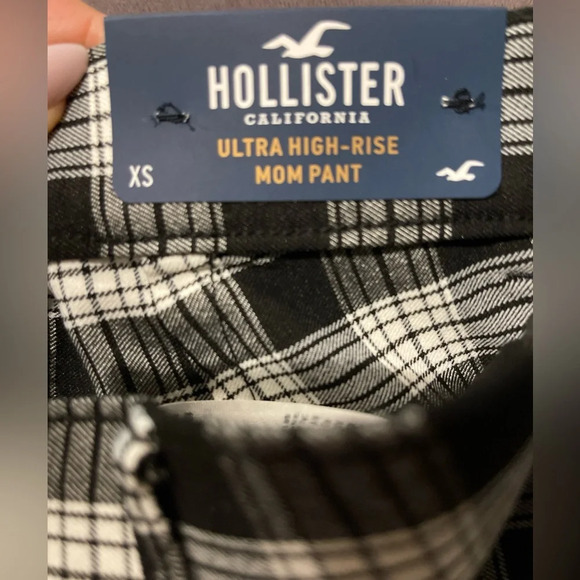 HOLLISTER
CALIFORNIA
ULTRA HIGH-RISE
MOM PANT
XS